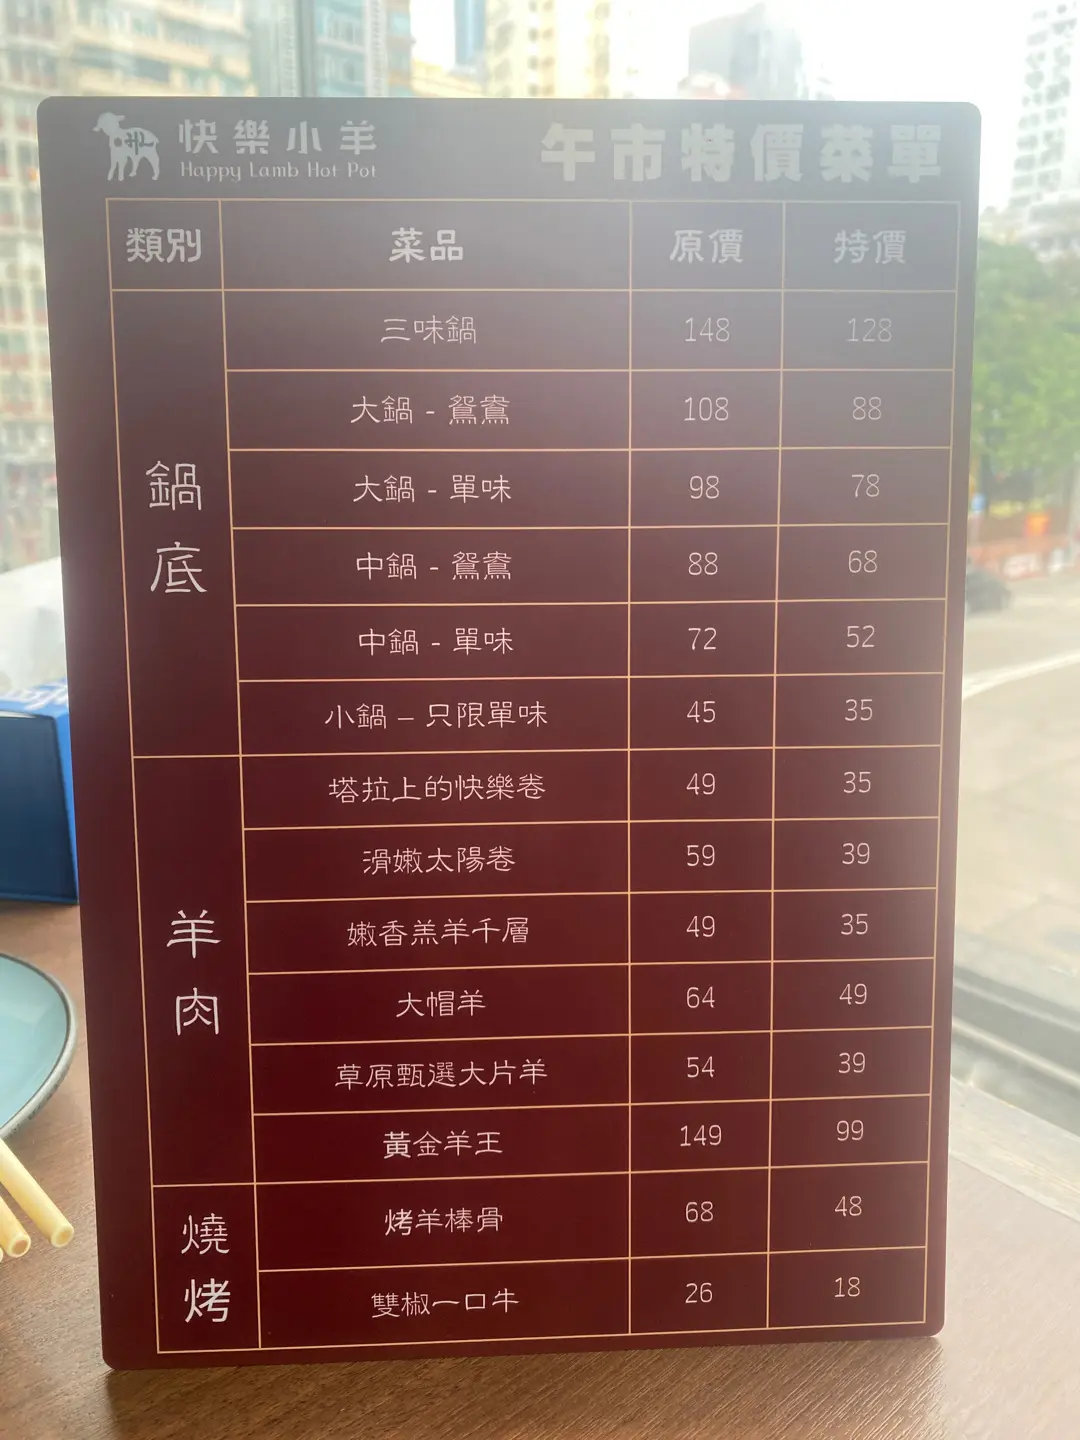 快樂小羊
Happy Lamb Hot Pot
午市特價菜單
類別 菜品 原價 特價
鍋底
三味鍋 148 128
大鍋 - 鴛鴦 108 88
大鍋 - 單味 98 78
中鍋 - 鴛鴦 88 68
中鍋 - 單味 72 52
小鍋 – 只限單味 45 35
羊肉
塔拉上的快樂卷 49 35
滑嫩太陽卷 59 39
嫩香羔羊千層 49 35
大帽羊 64 49
草原甄選大片羊 54 39
黃金羊王 149 99
燒烤
烤羊棒骨 68 48
雙椒一口牛 26 18